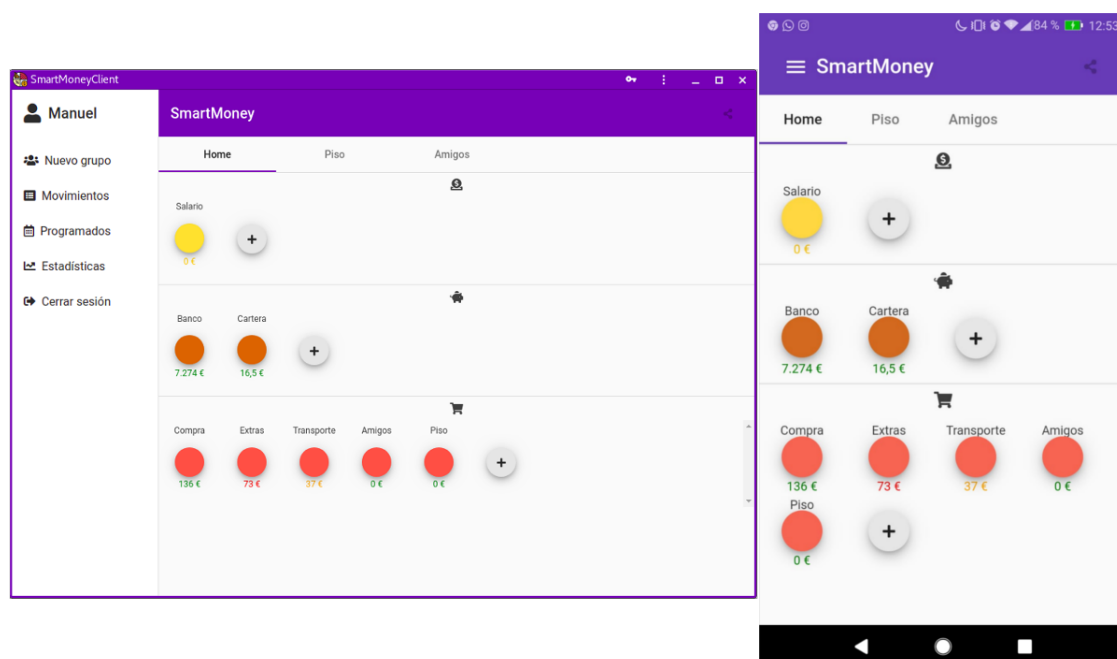 SmartMoneyClient
Manuel
Nuevo grupo
Movimientos
Programados
Estadísticas
Cerrar sesión
SmartMoney
Home Piso Amigos
Salario
+
0 €
Banco Cartera
+
7.274 € 16,5 €
Compra Extras Transporte Amigos Piso
+
136 € 73 € 37 € 0 € 0 €
84 % 12:53
SmartMoney
Home Piso Amigos
Salario
+
0 €
Banco Cartera
+
7.274 € 16,5 €
Compra Extras Transporte Amigos
136 € 73 € 37 € 0 €
Piso
+
0 €